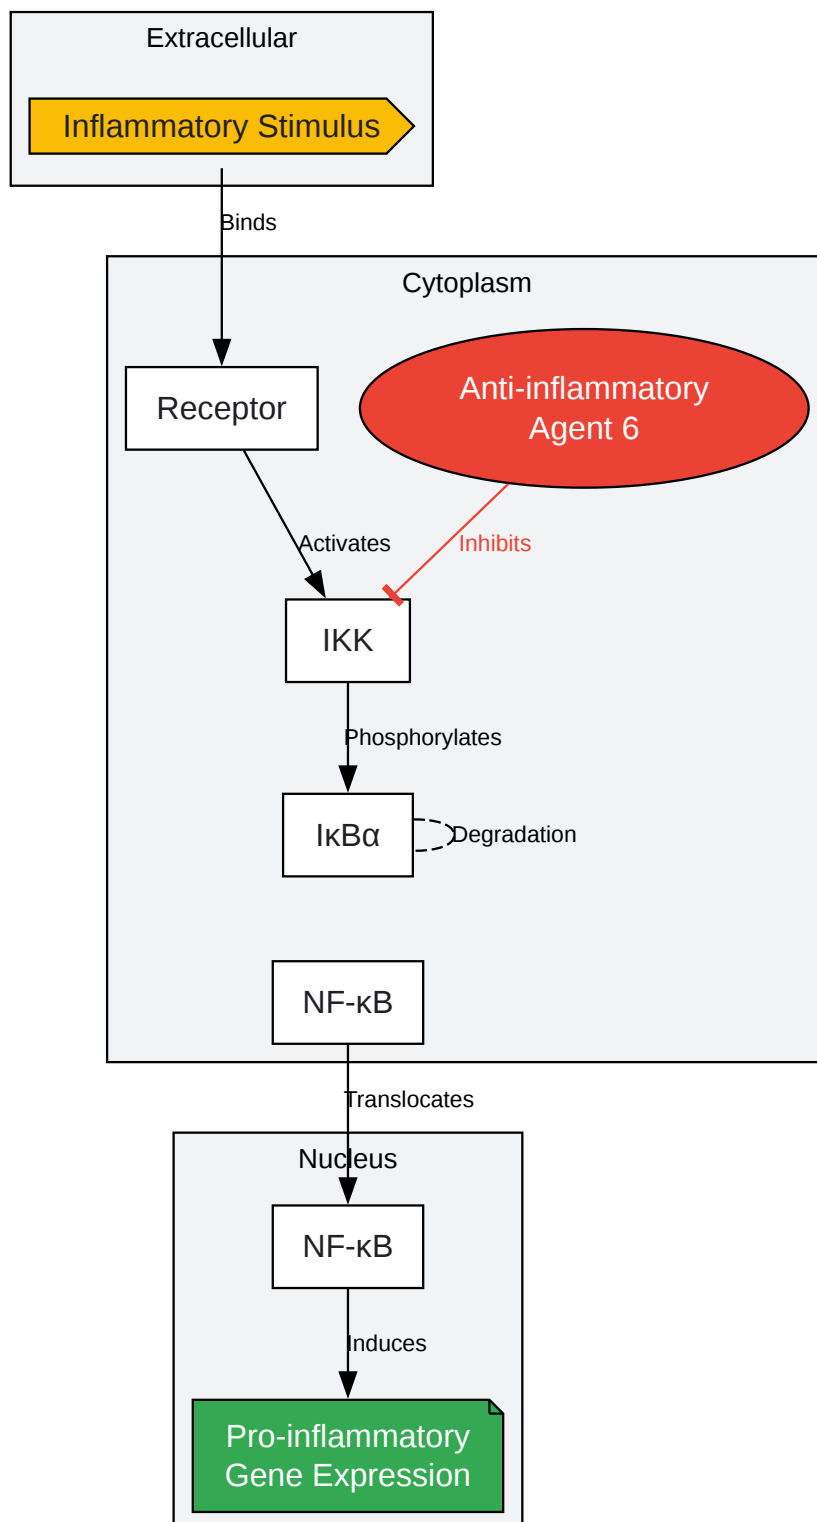 Extracellular
Inflammatory Stimulus
Binds
Cytoplasm
Receptor
Anti-inflammatory
Agent 6
Activates
Inhibits
IKK
Phosphorylates
IκBα
Degradation
NF-κB
Translocates
Nucleus
NF-κB
Induces
Pro-inflammatory
Gene Expression